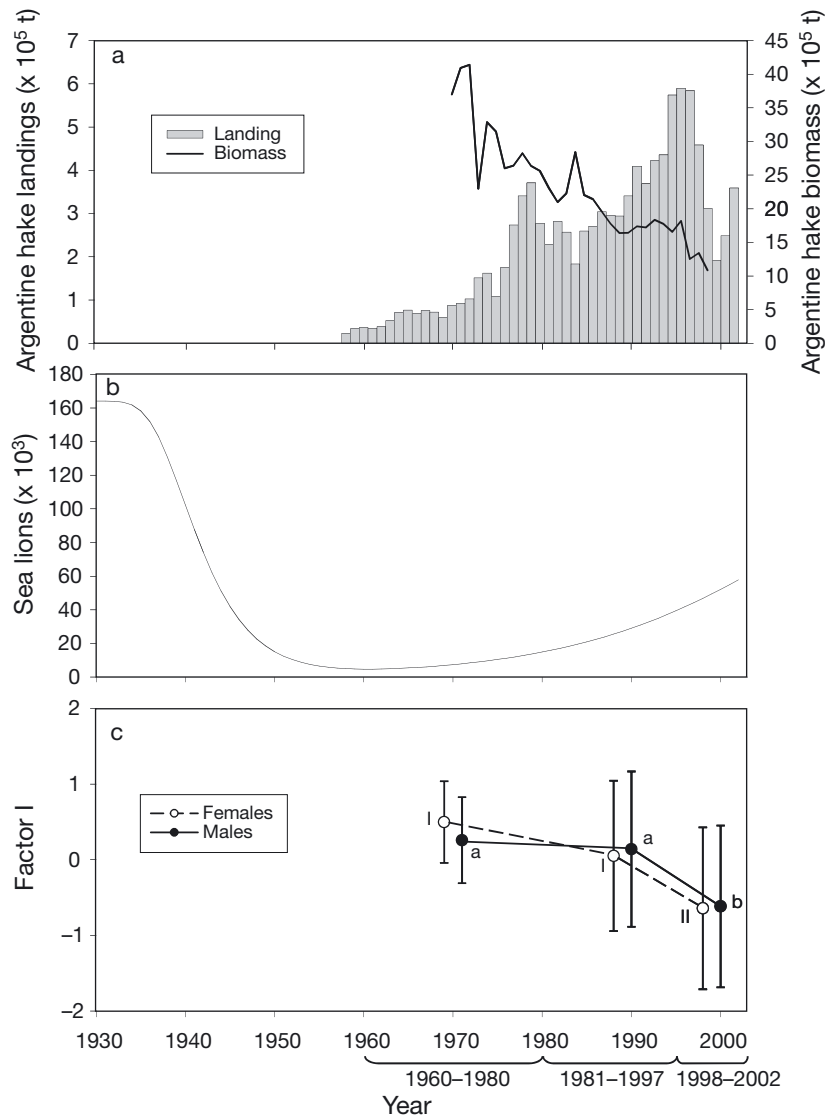 a
Argentine hake landings (x 10⁵ t)
7
6
5
4
3
2
1
0
Landing
Biomass
45
40
35
30
25
20
15
10
5
0
Argentine hake biomass (x 10⁵ t)
b
Sea lions (x 10³)
180
160
140
120
100
80
60
40
20
0
c
Factor I
2
1
0
−1
−2
Females
Males
I
a
I
a
II
b
1930 1940 1950 1960 1970 1980 1990 2000
1960–1980 1981–1997 1998–2002
Year